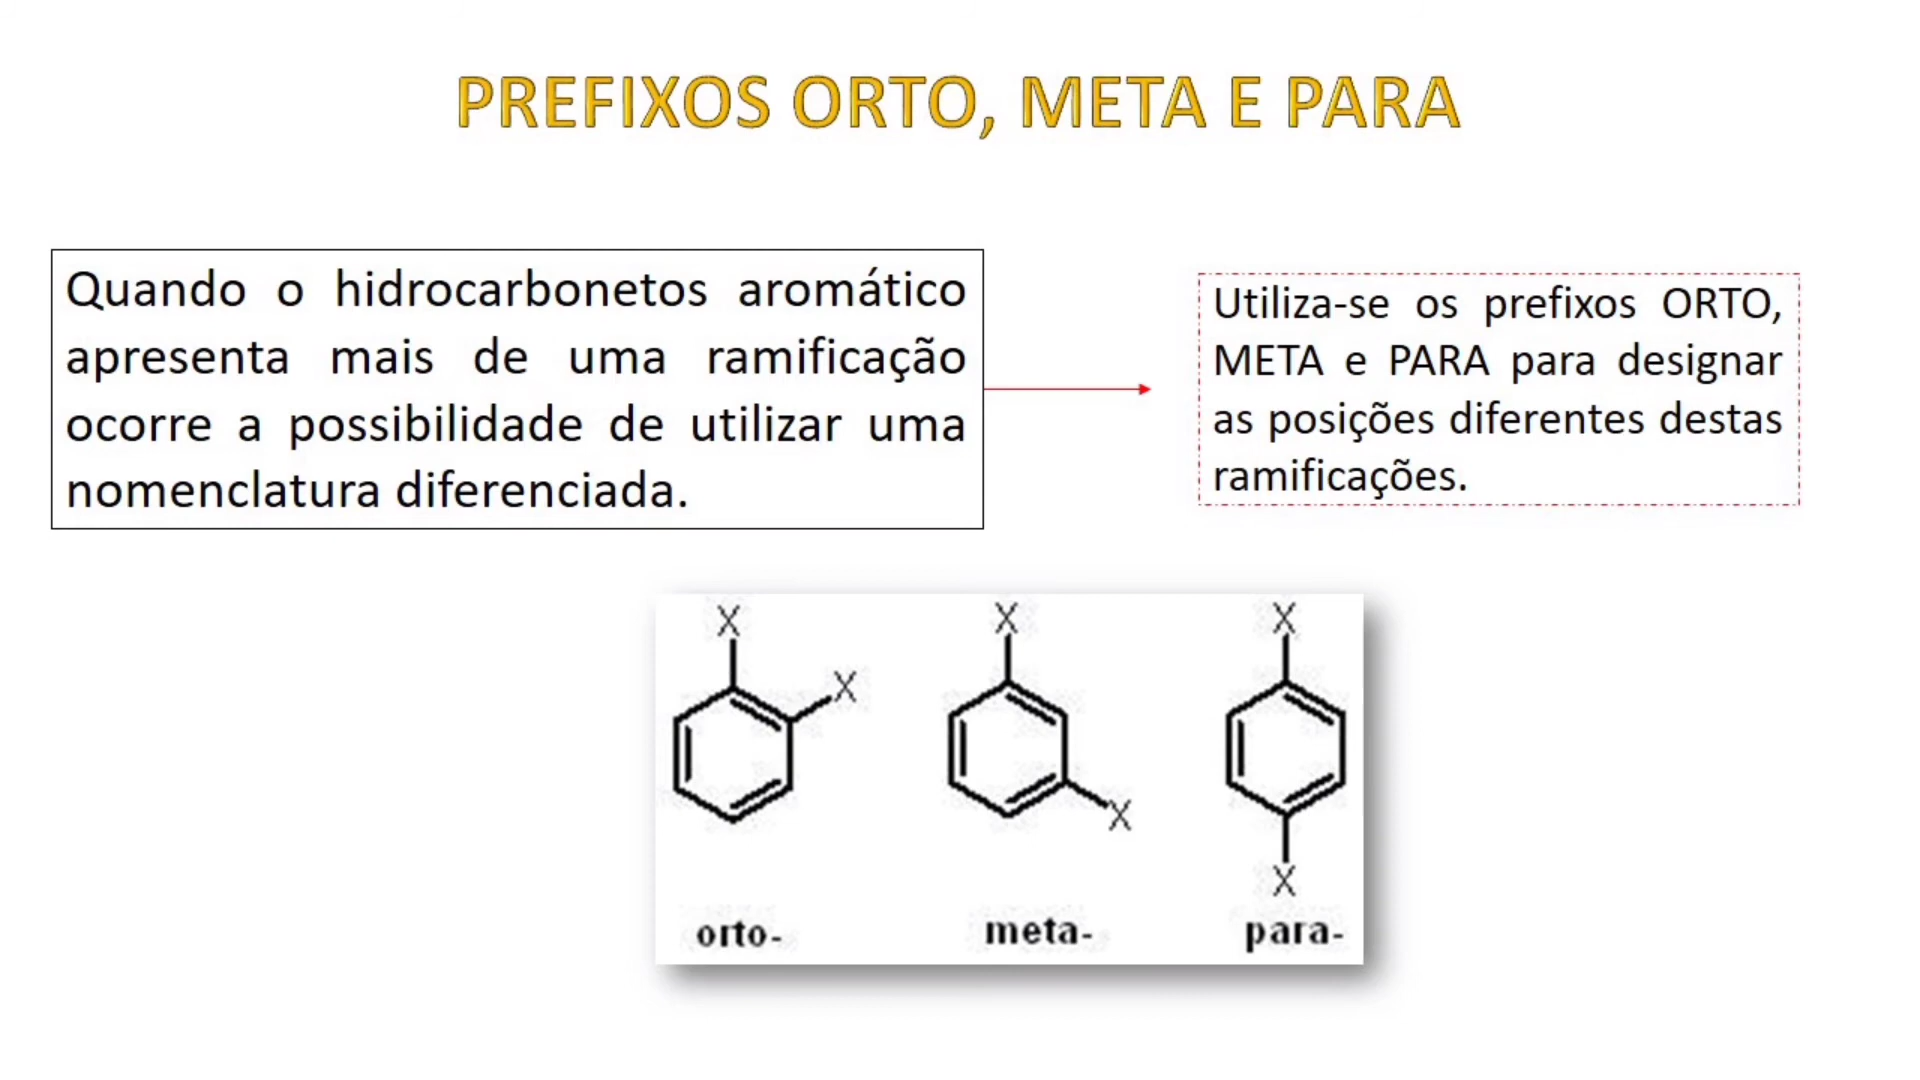 PREFIXOS ORTO, META E PARA
Quando o hidrocarbonetos aromático
apresenta mais de uma ramificação
ocorre a possibilidade de utilizar uma
nomenclatura diferenciada.
Utiliza-se os prefixos ORTO,
META e PARA para designar
as posições diferentes destas
ramificações.
X X X
X
X
X
orto- meta- para-